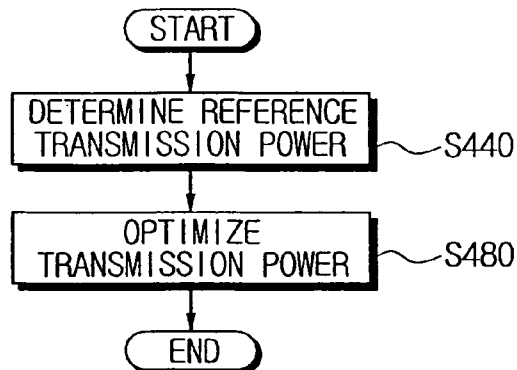 START
DETERMINE REFERENCE
TRANSMISSION POWER
S440
OPTIMIZE
TRANSMISSION POWER
S480
END